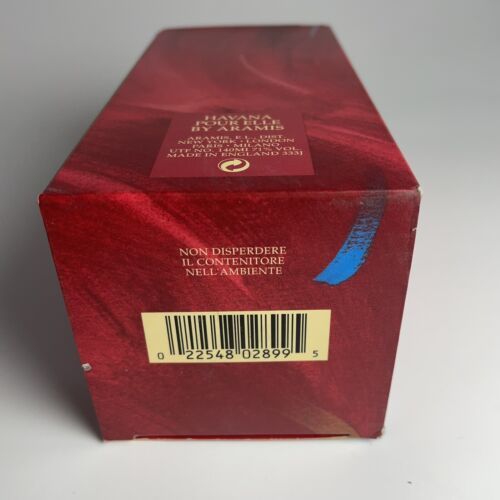 HAVANA
POUR ELLE
BY ARAMIS
ARAMIS, E.L., DIST.
NEW YORK · LONDON
PARIS · MILANO
UTF NO. 140MI 71% VOL.
MADE IN ENGLAND 333J
NON DISPERDERE
IL CONTENITORE
NELL'AMBIENTE
0 22548 02899 5